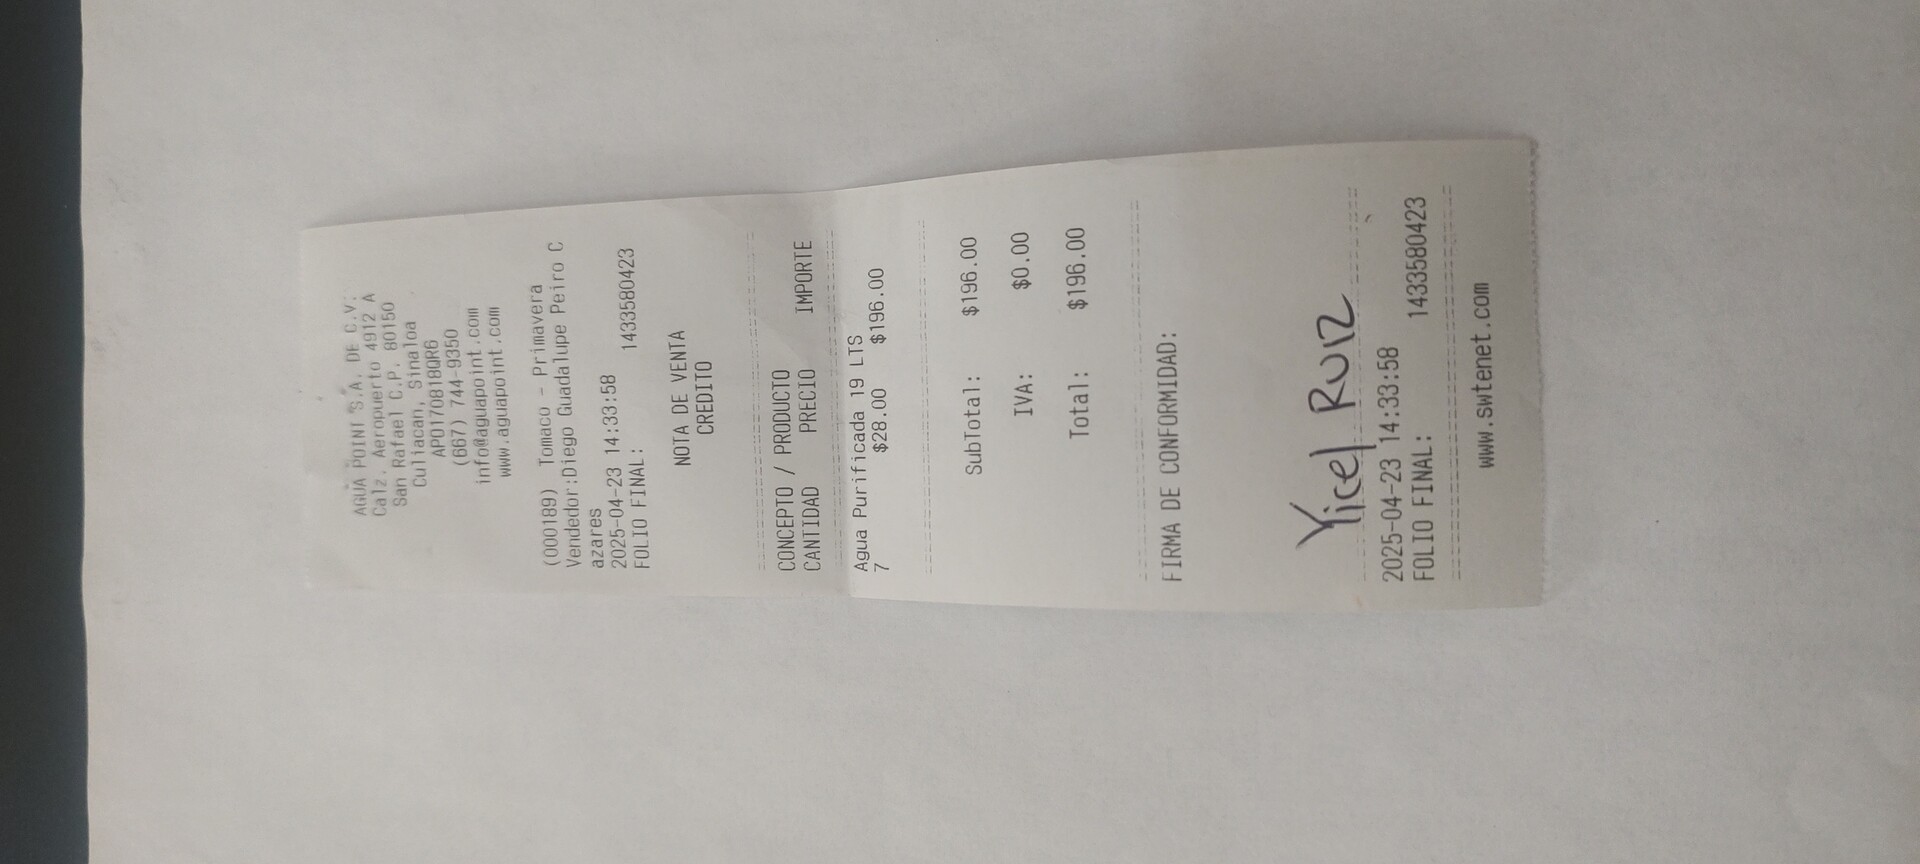 AGUA POINT S.A. DE C.V.
Calz. Aeropuerto 4912 A
San Rafael C.P. 80150
Culiacan, Sinaloa
APO170818QR6
(667) 744-9350
info@aguapoint.com
www.aguapoint.com
(000189) Tomaco - Primavera
Vendedor:Diego Guadalupe Peiro C
azares
2025-04-23 14:33:58
FOLIO FINAL: 1433580423
NOTA DE VENTA
CREDITO
CONCEPTO / PRODUCTO
CANTIDAD PRECIO IMPORTE
Agua Purificada 19 LTS
7 $28.00 $196.00
SubTotal: $196.00
IVA: $0.00
Total: $196.00
FIRMA DE CONFORMIDAD:
Yicel Ruiz
2025-04-23 14:33:58
FOLIO FINAL: 1433580423
www.swtenet.com